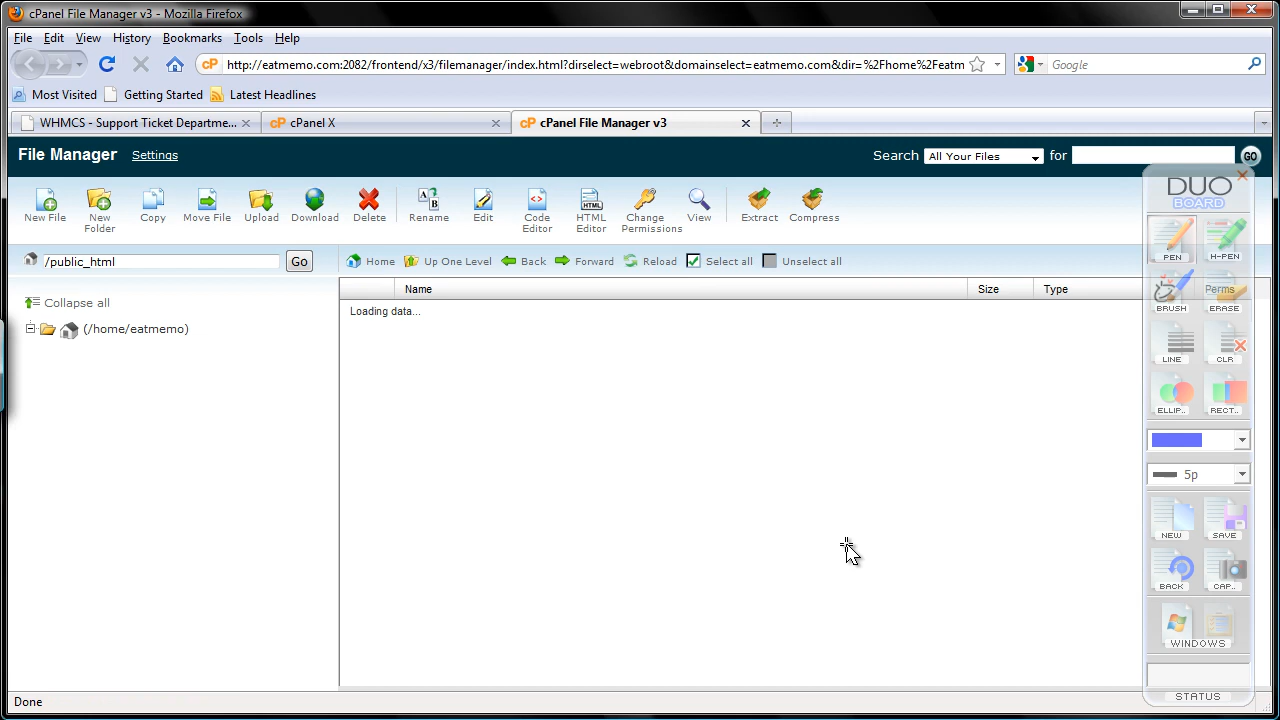 cPanel File Manager v3 - Mozilla Firefox
File Edit View History Bookmarks Tools Help
cP http://eatmemo.com:2082/frontend/x3/filemanager/index.html?dirselect=webroot&domainselect=eatmemo.com&dir=%2Fhome%2Featm Google
Most Visited Getting Started Latest Headlines
WHMCS - Support Ticket Departme... cP cPanel X cP cPanel File Manager v3
File Manager Settings Search All Your Files for GO
New File New Folder Copy Move File Upload Download Delete Rename Edit Code Editor HTML Editor Change Permissions View Extract Compress
/public_html Go Home Up One Level Back Forward Reload Select all Unselect all
Name Size Type Perms
Collapse all Loading data...
(/home/eatmemo)
DUO
BOARD
PEN H-PEN
BRUSH ERASE
LINE CLR
ELLIP.. RECT..
5p
NEW SAVE
BACK CAP..
WINDOWS
STATUS
Done